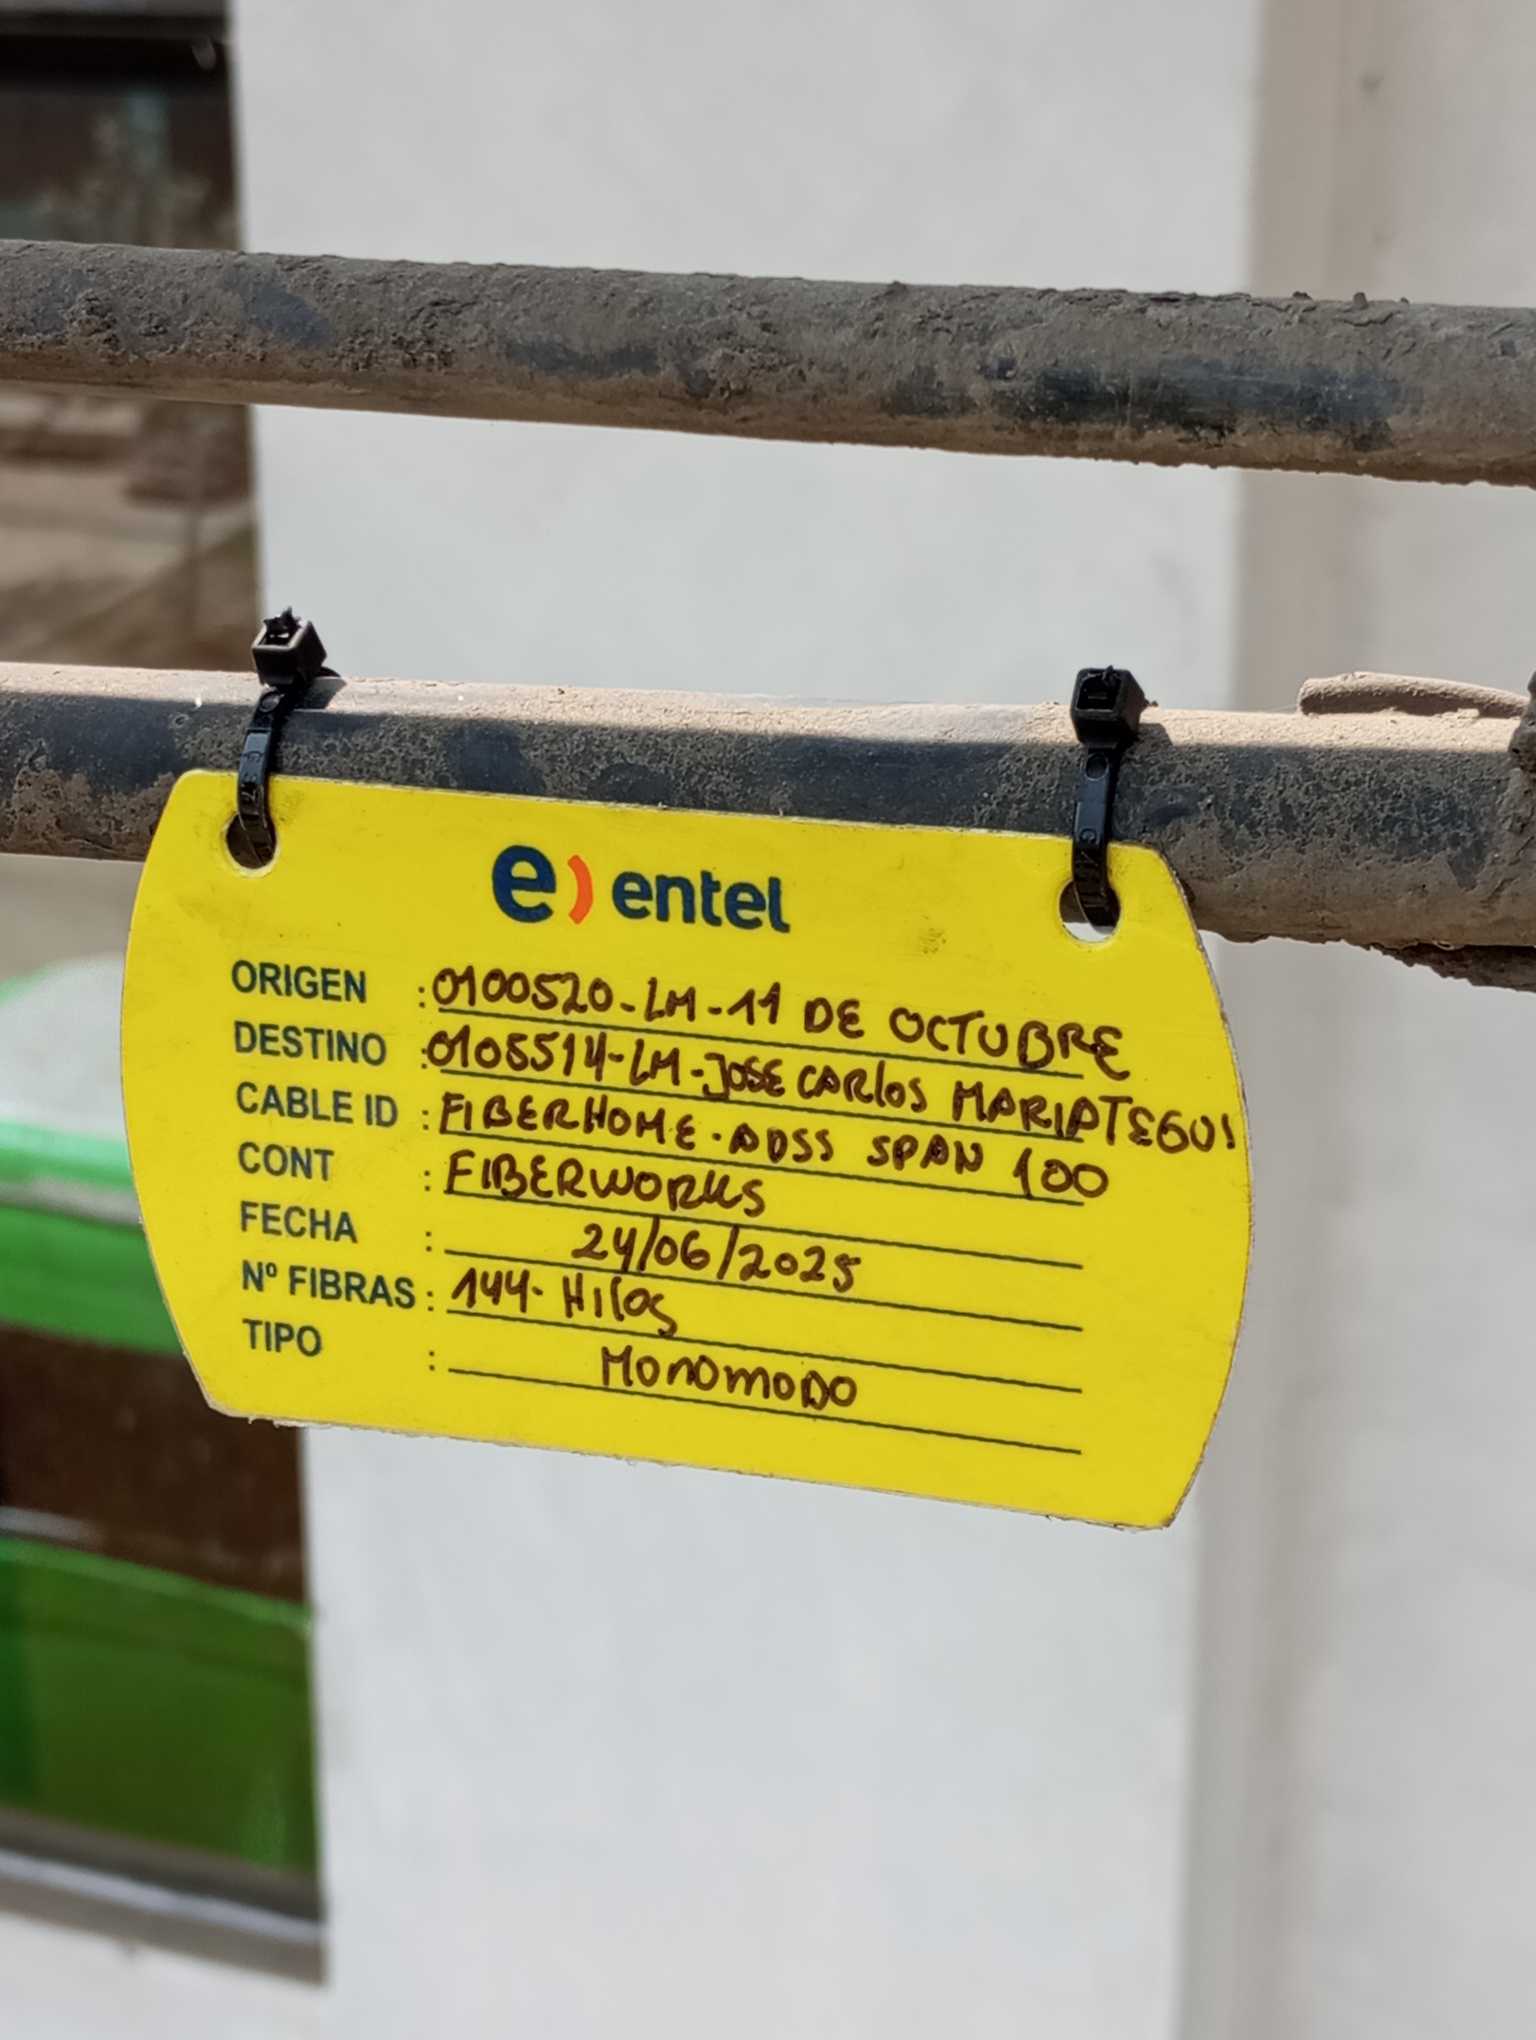 e) entel
ORIGEN : 0100520-LM-11 DE OCTUBRE
DESTINO : 0105514-LM-JOSE CARLOS MARIATEGUI
CABLE ID : FIBERHOME-ADSS SPAN 100
CONT : FIBERWORKS
FECHA : 24/06/2025
Nº FIBRAS : 144-Hilos
TIPO : MONOMODO